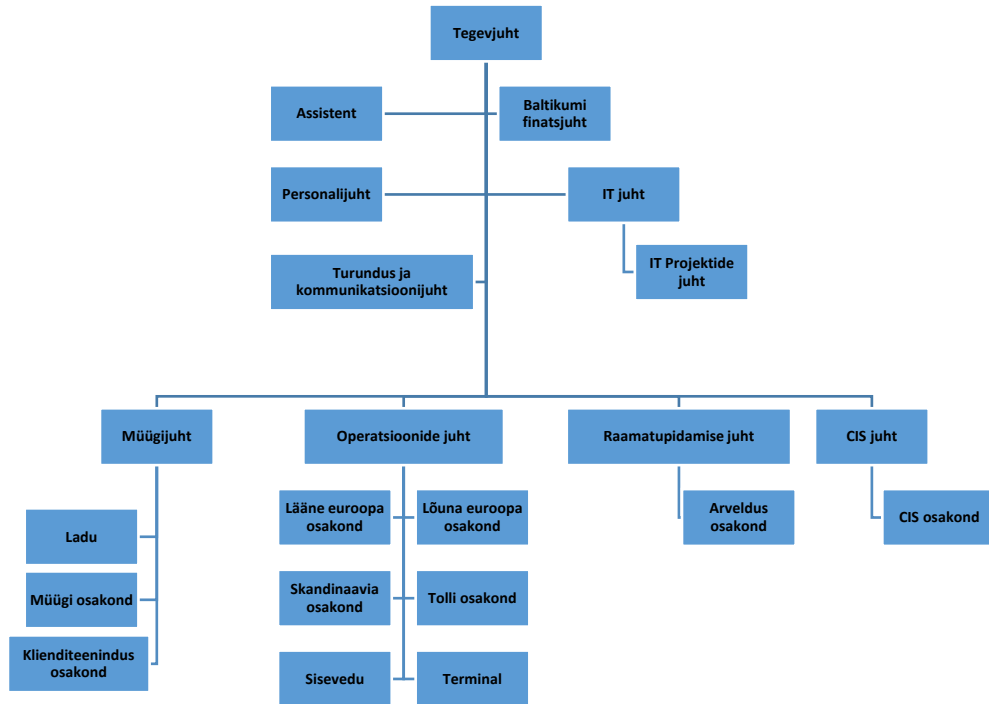 Tegevjuht
Assistent
Baltikumi
finatsjuht
Personalijuht
IT juht
IT Projektide
juht
Turundus ja
kommunikatsioonijuht
Müügijuht
Operatsioonide juht
Raamatupidamise juht
CIS juht
Ladu
Müügi osakond
Klienditeenindus
osakond
Lääne euroopa
osakond
Lõuna euroopa
osakond
Skandinaavia
osakond
Tolli osakond
Sisevedu
Terminal
Arveldus
osakond
CIS osakond